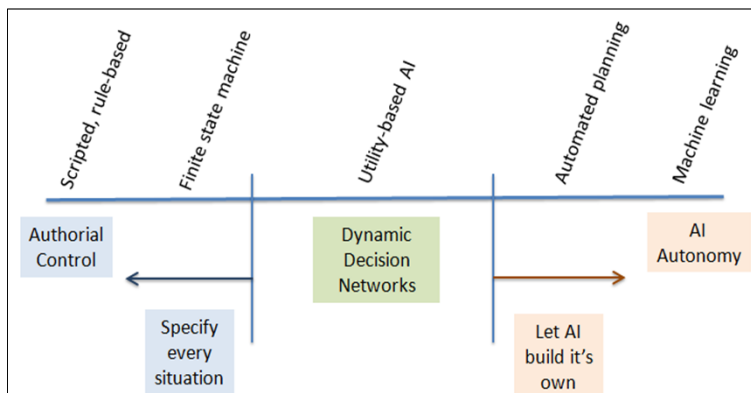 Scripted, rule-based
Finite state machine
Utility-based AI
Automated planning
Machine learning
Authorial
Control
Dynamic
Decision
Networks
AI
Autonomy
Specify
every
situation
Let AI
build it's
own